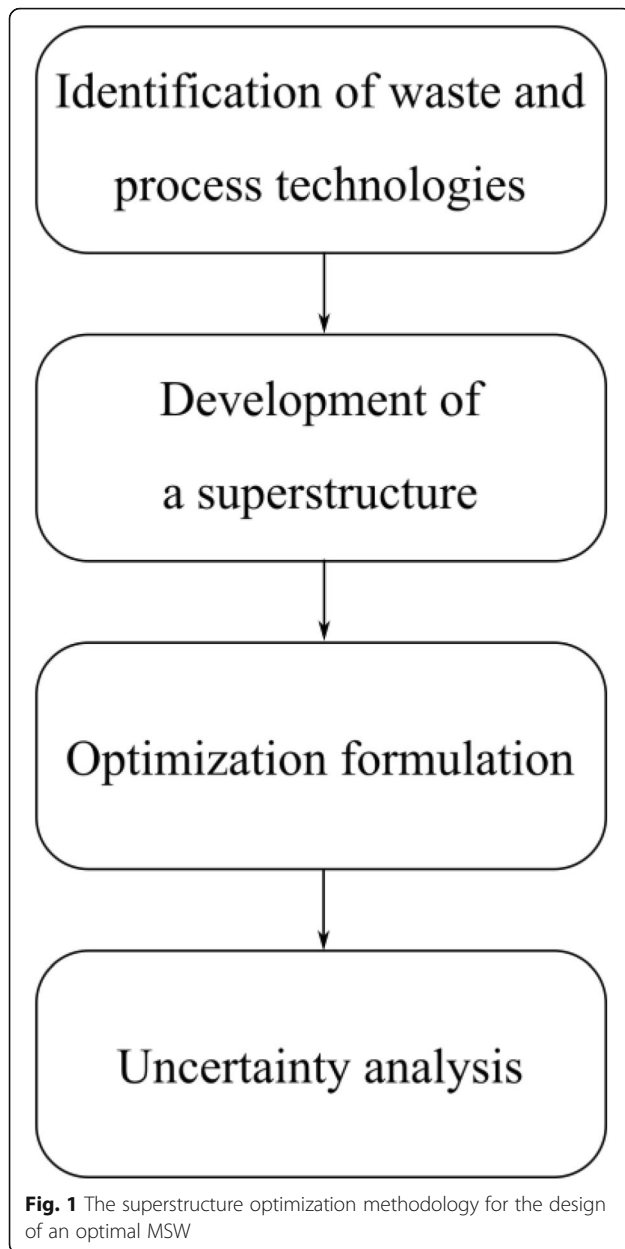 Identification of waste and
process technologies
Development of
a superstructure
Optimization formulation
Uncertainty analysis
Fig. 1 The superstructure optimization methodology for the design
of an optimal MSW